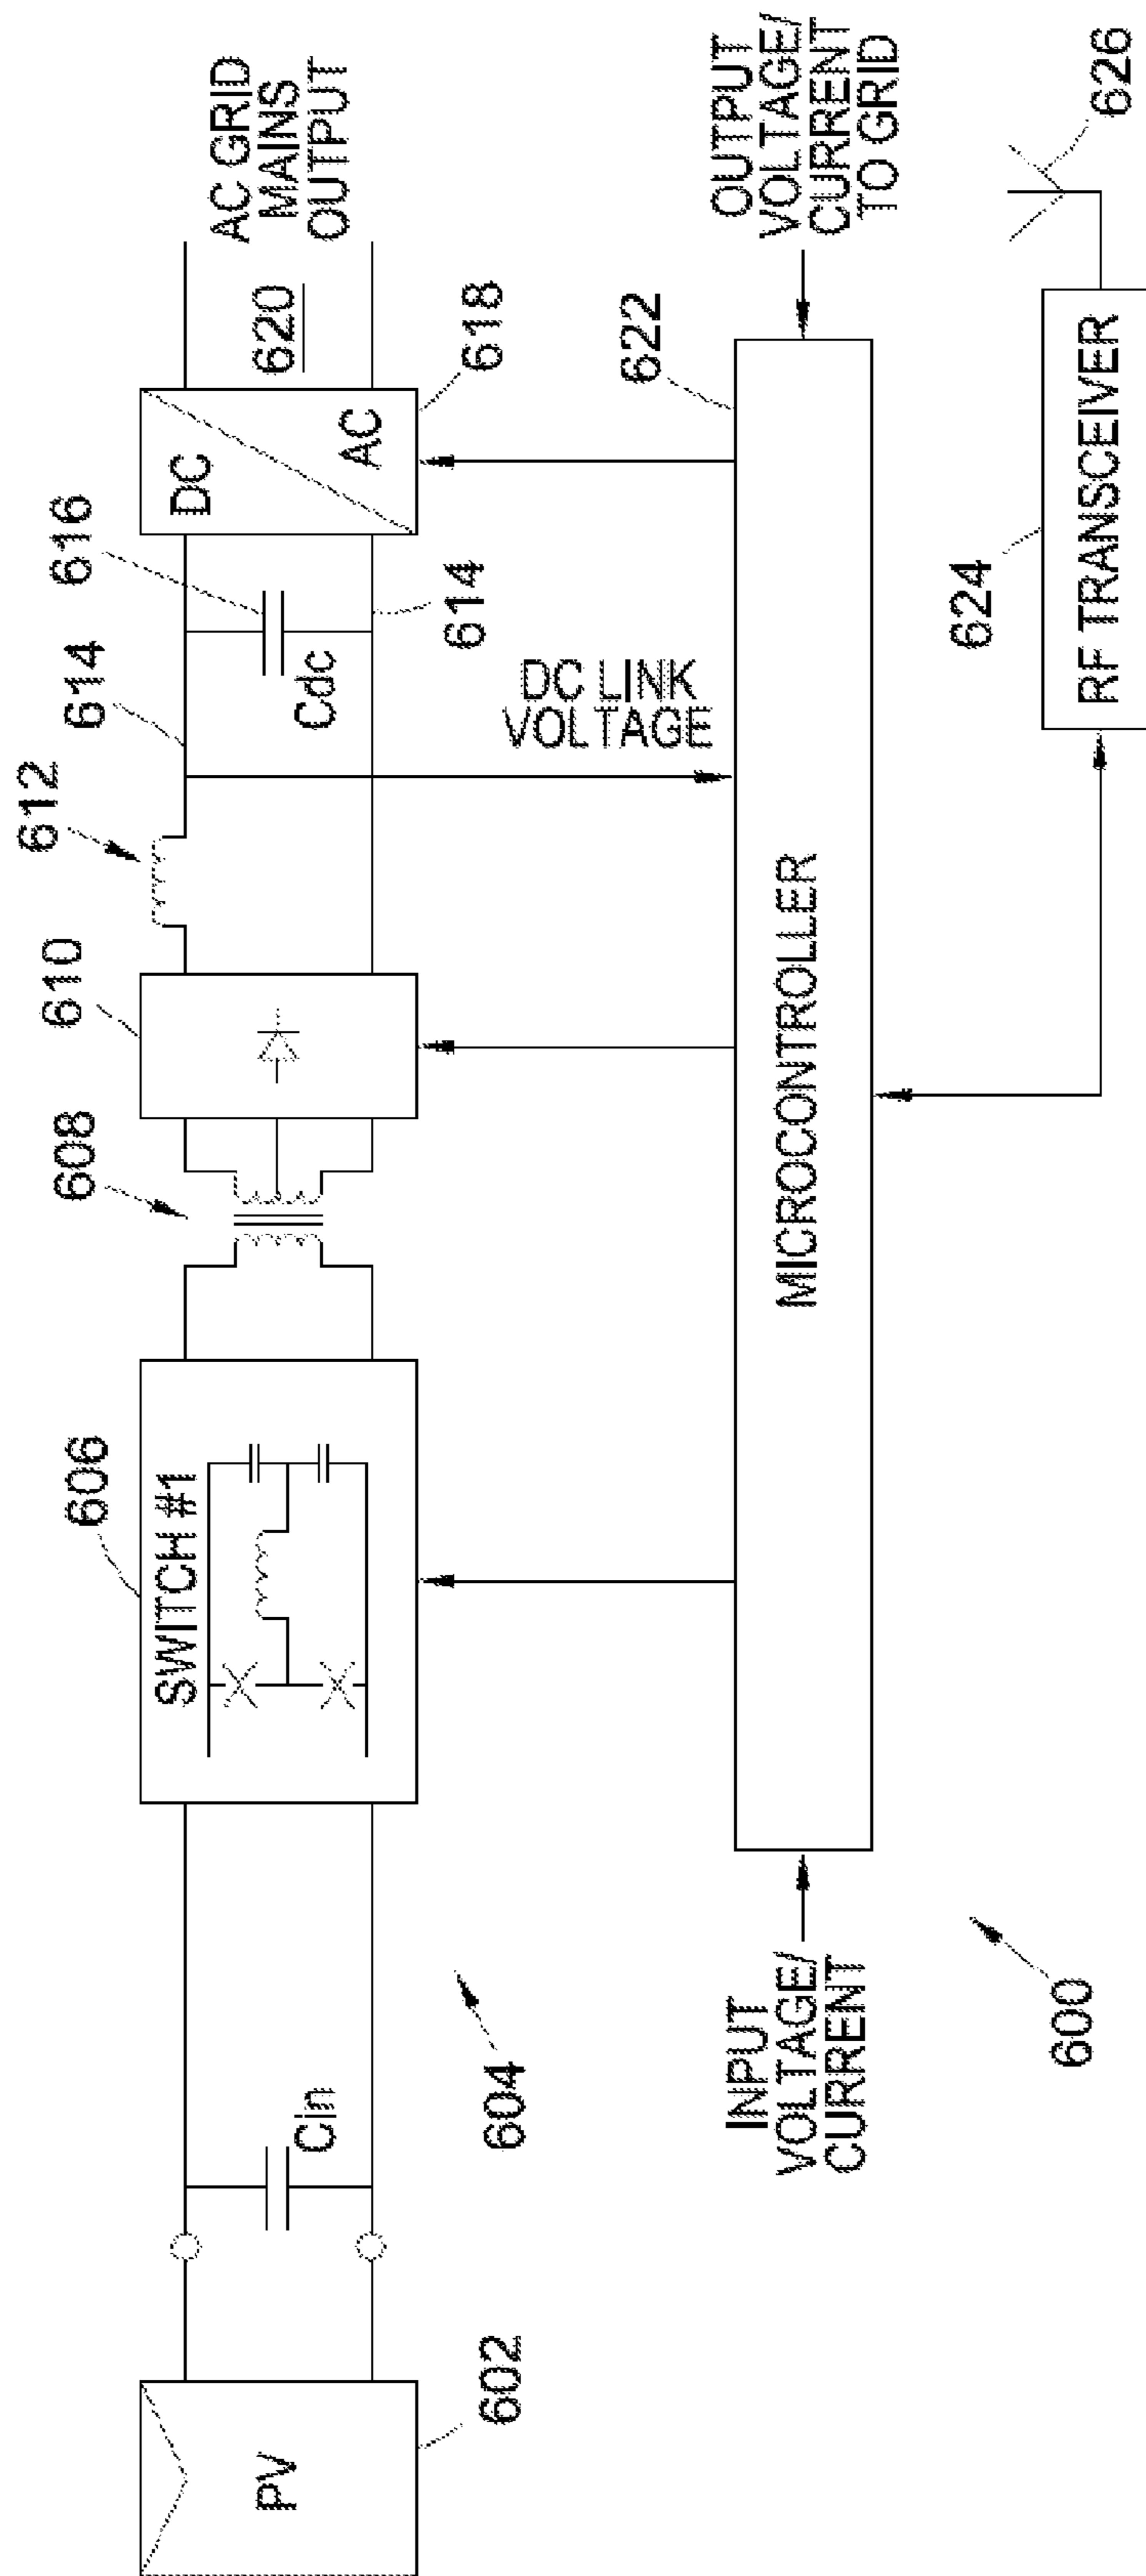 PV
602
Cin
604
SWITCH #1
606
608
610
612
614
616
Cdc
614
DC
AC
618
620
AC GRID
MAINS
OUTPUT
DC LINK
VOLTAGE
INPUT
VOLTAGE/
CURRENT
MICROCONTROLLER
622
OUTPUT
VOLTAGE/
CURRENT
TO GRID
600
624
RF TRANSCEIVER
626